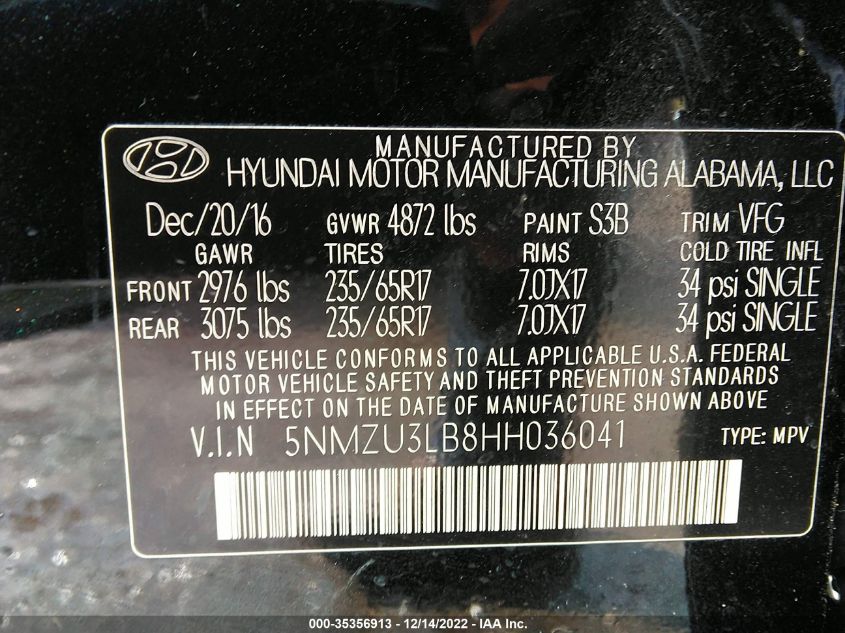 MANUFACTURED BY
HYUNDAI MOTOR MANUFACTURING ALABAMA, LLC
Dec/20/16 GVWR 4872 lbs PAINT S3B TRIM VFG
GAWR TIRES RIMS COLD TIRE INFL
FRONT 2976 lbs 235/65R17 7.0JX17 34 psi SINGLE
REAR 3075 lbs 235/65R17 7.0JX17 34 psi SINGLE
THIS VEHICLE CONFORMS TO ALL APPLICABLE U.S.A. FEDERAL
MOTOR VEHICLE SAFETY AND THEFT PREVENTION STANDARDS
IN EFFECT ON THE DATE OF MANUFACTURE SHOWN ABOVE
V.I.N 5NMZU3LB8HH036041 TYPE: MPV
000-35356913 - 12/14/2022 - IAA Inc.